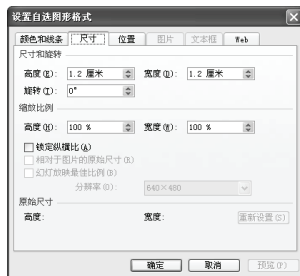 设置自选图形格式
颜色和线条 尺寸 位置 图片 文本框 Web
尺寸和旋转
高度(E): 1.2 厘米 宽度(D): 1.2 厘米
旋转(T): 0°
缩放比例
高度(H): 100 % 宽度(W): 100 %
锁定纵横比(A)
相对于图片的原始尺寸(R)
幻灯放映最佳比例(B)
分辨率(O): 640×480
原始尺寸
高度: 宽度: 重新设置(S)
确定 取消 预览(P)